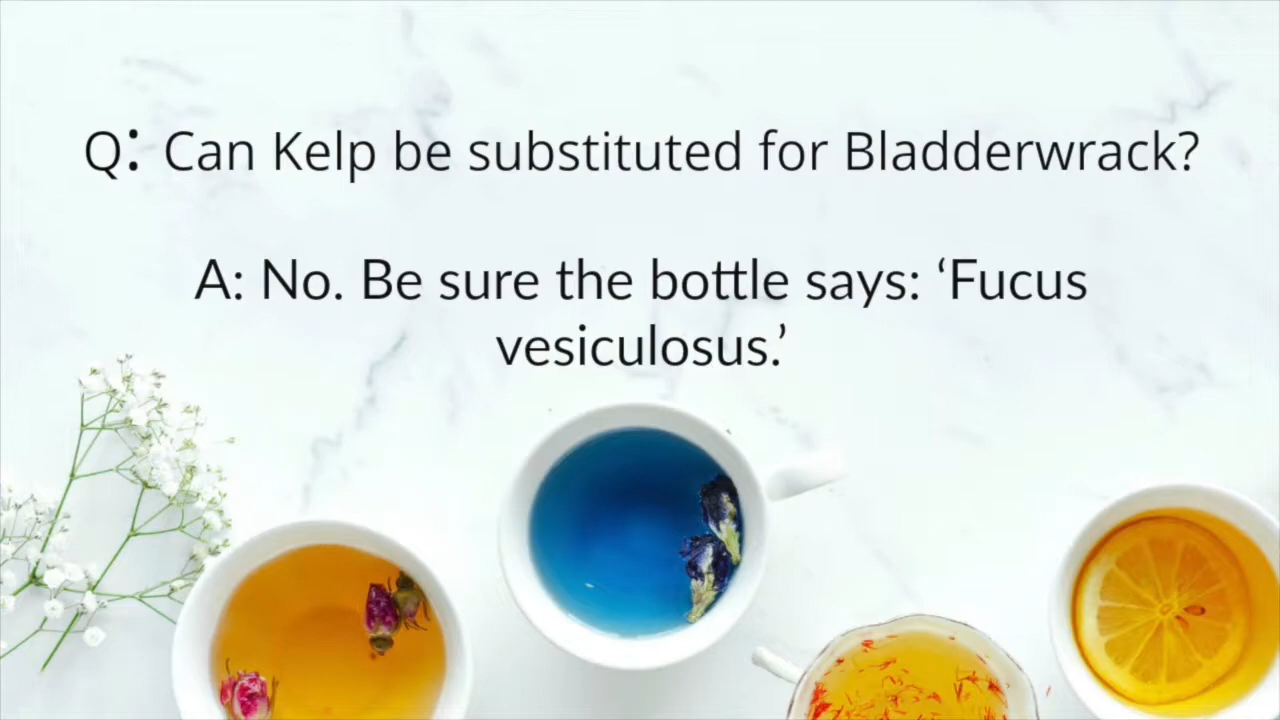 Q: Can Kelp be substituted for Bladderwrack?
A: No. Be sure the bottle says: ‘Fucus
vesiculosus.’